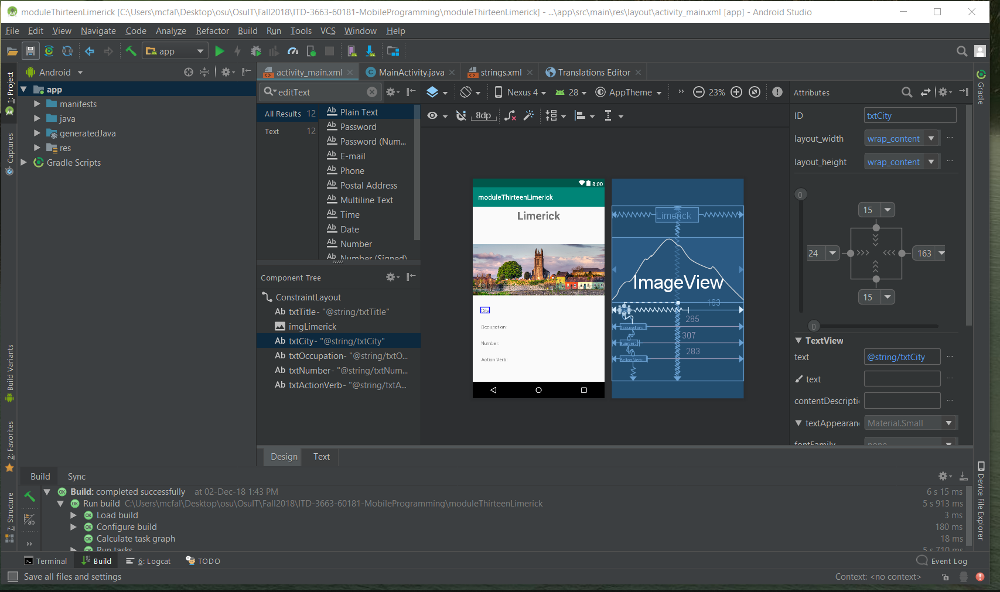 moduleThirteenLimerick [C:\Users\mcfal\Desktop\osu\OsuIT\Fall2018\ITD-3663-60181-MobileProgramming\moduleThirteenLimerick] - ...\app\src\main\res\layout\activity_main.xml [app] - Android Studio
File Edit View Navigate Code Analyze Refactor Build Run Tools VCS Window Help
app
1: Project
Captures
Build Variants
2: Favorites
7: Structure
Android
app
manifests
java
generatedJava
res
Gradle Scripts
activity_main.xml MainActivity.java strings.xml Translations Editor
editText
All Results 12
Text 12
Plain Text
Password
Password (Num...
E-mail
Phone
Postal Address
Multiline Text
Time
Date
Number
Number (Signed)
Component Tree
ConstraintLayout
Ab txtTitle- "@string/txtTitle"
imgLimerick
Ab txtCity- "@string/txtCity"
Ab txtOccupation- "@string/txtO...
Ab txtNumber- "@string/txtNum...
Ab txtActionVerb- "@string/txtA...
Nexus 4 28 AppTheme 23%
8dp
8:00
moduleThirteenLimerick
Limerick
City
Occupation:
Number:
Action Verb:
Limerick
ImageView
163
285
Occupation:
307
Number:
283
Action Verb:
Design Text
Attributes
ID txtCity
layout_width wrap_content ...
layout_height wrap_content ...
0
15
24
163
15
0
TextView
text @string/txtCity ...
text ...
contentDescriptic ...
textAppearan Material.Small
fontFamily none
Gradle
Device File Explorer
Build Sync
Build: completed successfully at 02-Dec-18 1:43 PM 6 s 15 ms
Run build C:\Users\mcfal\Desktop\osu\OsuIT\Fall2018\ITD-3663-60181-MobileProgramming\moduleThirteenLimerick 5 s 913 ms
Load build 3 ms
Configure build 180 ms
Calculate task graph 18 ms
Run tasks 5 s 710 ms
Terminal Build 6: Logcat TODO Event Log
Save all files and settings Context: <no context>